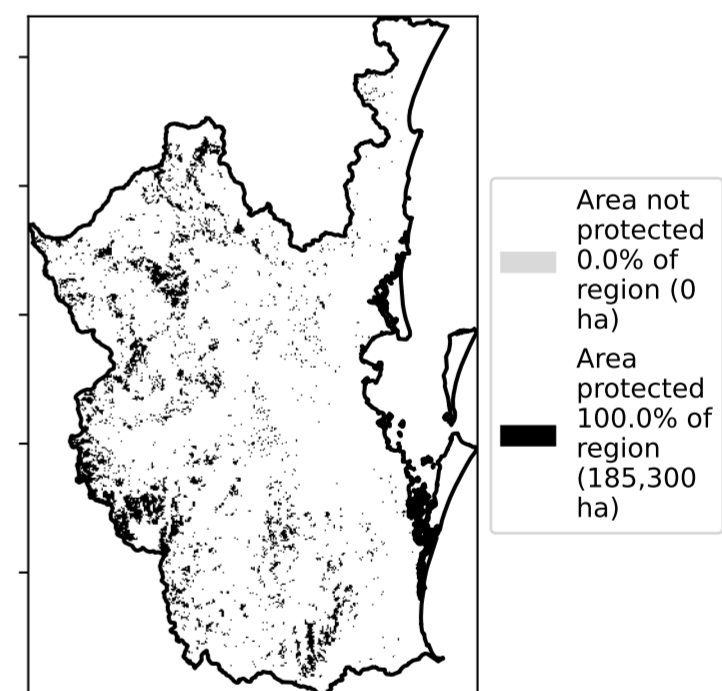 Area not
protected
0.0% of
region (0
ha)
Area
protected
100.0% of
region
(185,300
ha)